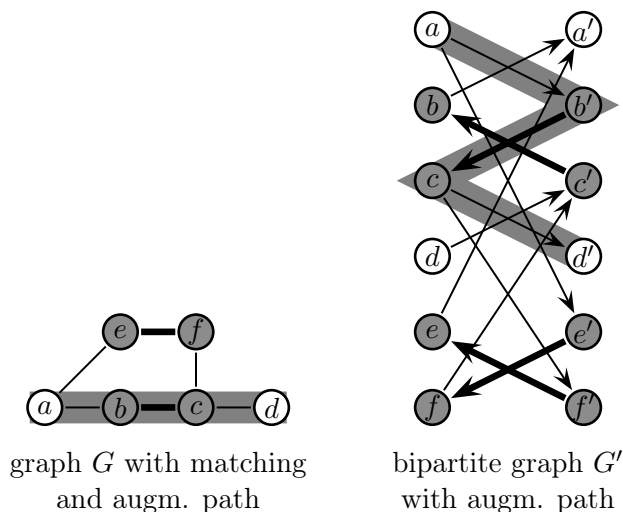 a
a′
b
b′
c
c′
d
d′
e
f
e
e′
a
b
c
d
f
f′
graph G with matching
and augm. path
bipartite graph G′
with augm. path